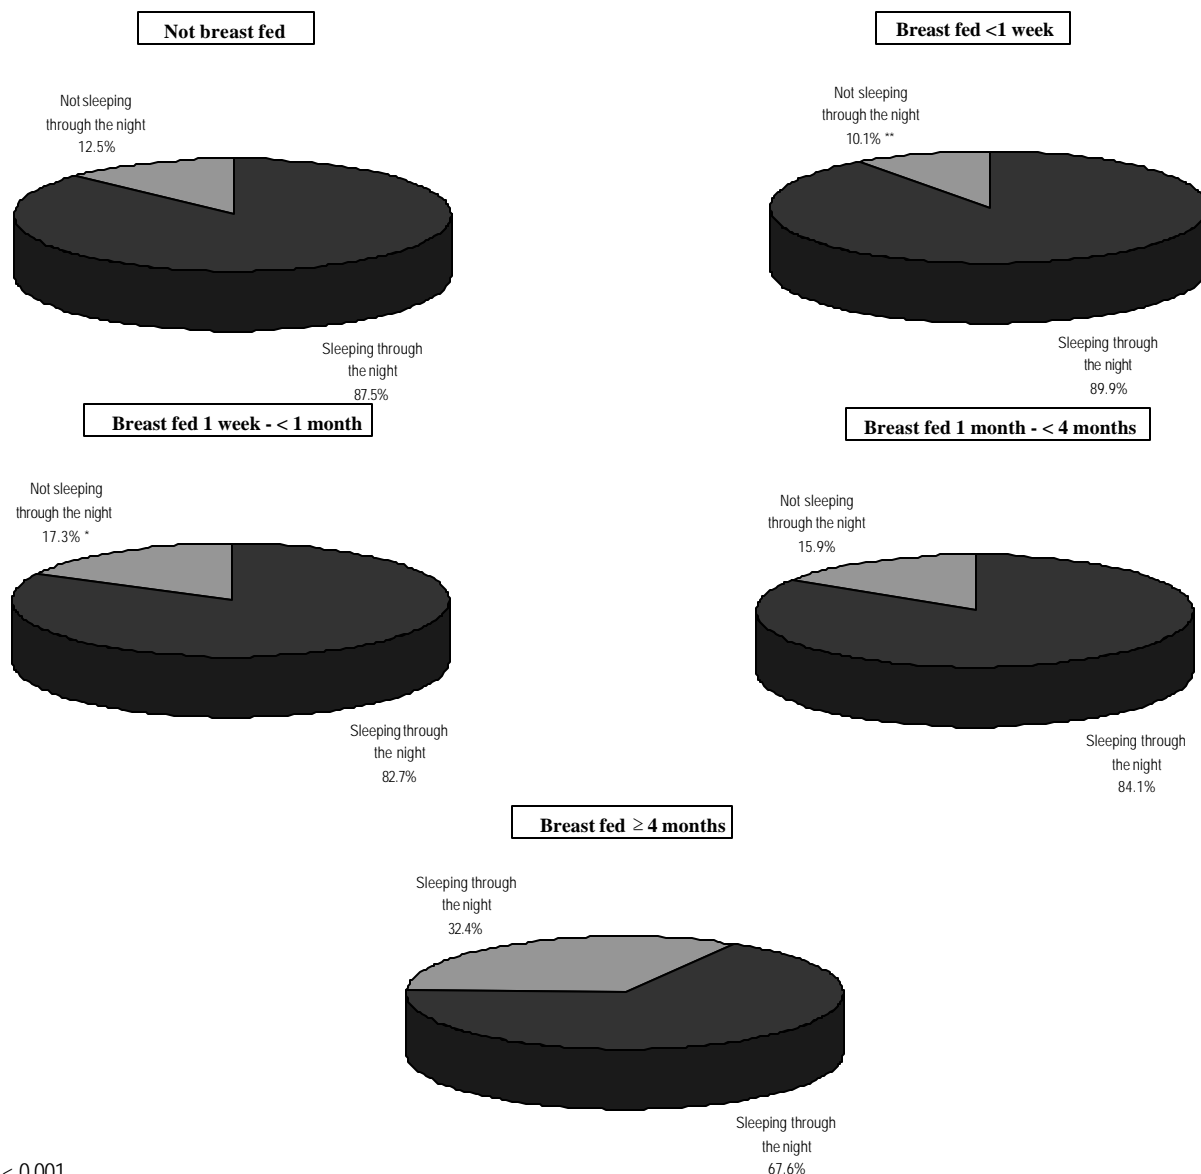 Not breast fed
Not sleeping
through the night
12.5%
Sleeping through
the night
87.5%
Breast fed <1 week
Not sleeping
through the night
10.1% **
Sleeping through
the night
89.9%
Breast fed 1 week - < 1 month
Not sleeping
through the night
17.3% *
Sleeping through
the night
82.7%
Breast fed 1 month - < 4 months
Not sleeping
through the night
15.9%
Sleeping through
the night
84.1%
Breast fed ≥ 4 months
Sleeping through
the night
32.4%
Sleeping through
the night
67.6%
< 0.001